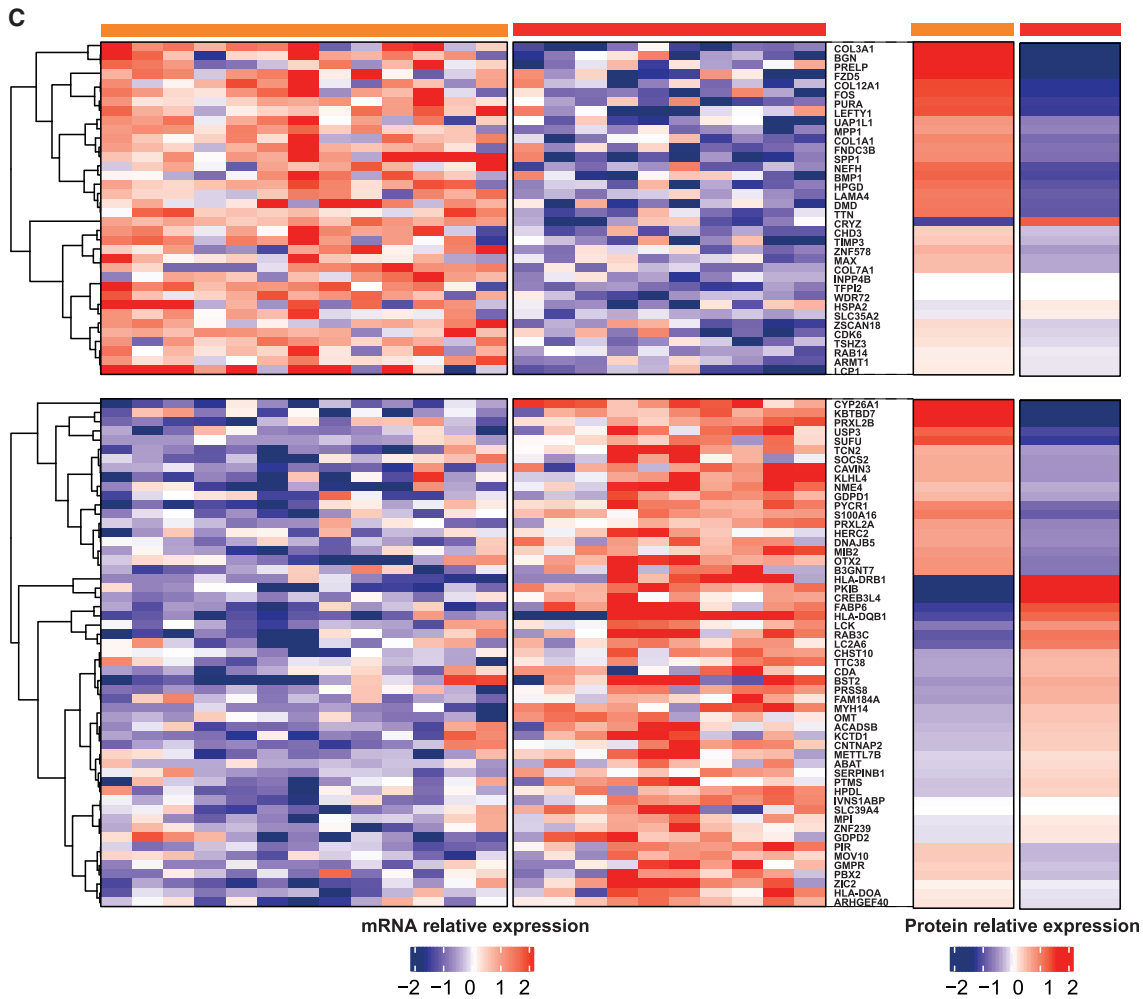 C
COL3A1
BGN
PRELP
FZD5
COL12A1
FOS
PURA
LEFTY1
UAP1L1
MPP1
COL1A1
FNDC3B
SPP1
NEFH
BMP1
HPGD
LAMA4
DMD
TTN
CRYZ
CHD3
TIMP3
ZNF578
MAX
COL7A1
INPP4B
TFPI2
WDR72
HSPA2
SLC35A2
ZSCAN18
CDK6
TSHZ3
RAB14
ARMT1
LCP1
CYP26A1
KBTBD7
PRXL2B
USP3
SUFU
TCN2
SOCS2
CAVIN3
KLHL4
NME4
GDPD1
PYCR1
S100A16
PRXL2A
HERC2
DNAJB5
MIB2
OTX2
B3GNT7
HLA-DRB1
PKIB
CREB3L4
FABP6
HLA-DQB1
LCK
RAB3C
LC2A6
CHST10
TTC38
CDA
BST2
PRSS8
FAM184A
MYH14
OMT
ACADSB
KCTD1
CNTNAP2
METTL7B
ABAT
SERPINB1
PTMS
HPDL
IVNS1ABP
SLC39A4
MPI
ZNF239
GDPD2
PIR
MOV10
GMPR
PBX2
ZIC2
HLA-DOA
ARHGEF40
mRNA relative expression
−2 −1 0 1 2
Protein relative expression
−2 −1 0 1 2